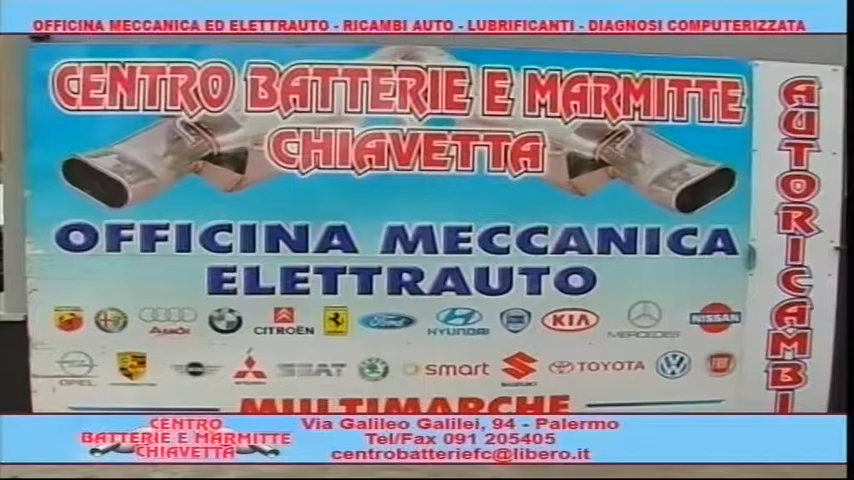 OFFICINA MECCANICA ED ELETTRAUTO - RICAMBI AUTO - LUBRIFICANTI - DIAGNOSI COMPUTERIZZATA
CENTRO BATTERIE E MARMITTE
CHIAVETTA
OFFICINA MECCANICA
ELETTRAUTO
AUTORICAMBI
Audi
CITROËN
Ford
HYUNDAI
KIA
MERCEDES
NISSAN
OPEL
MITSUBISHI
SEAT
smart
SUZUKI
TOYOTA
FIAT
MULTIMARCHE
CENTRO
BATTERIE E MARMITTE
CHIAVETTA
Via Galileo Galilei, 94 - Palermo
Tel/Fax 091 205405
centrobatteriefc@libero.it